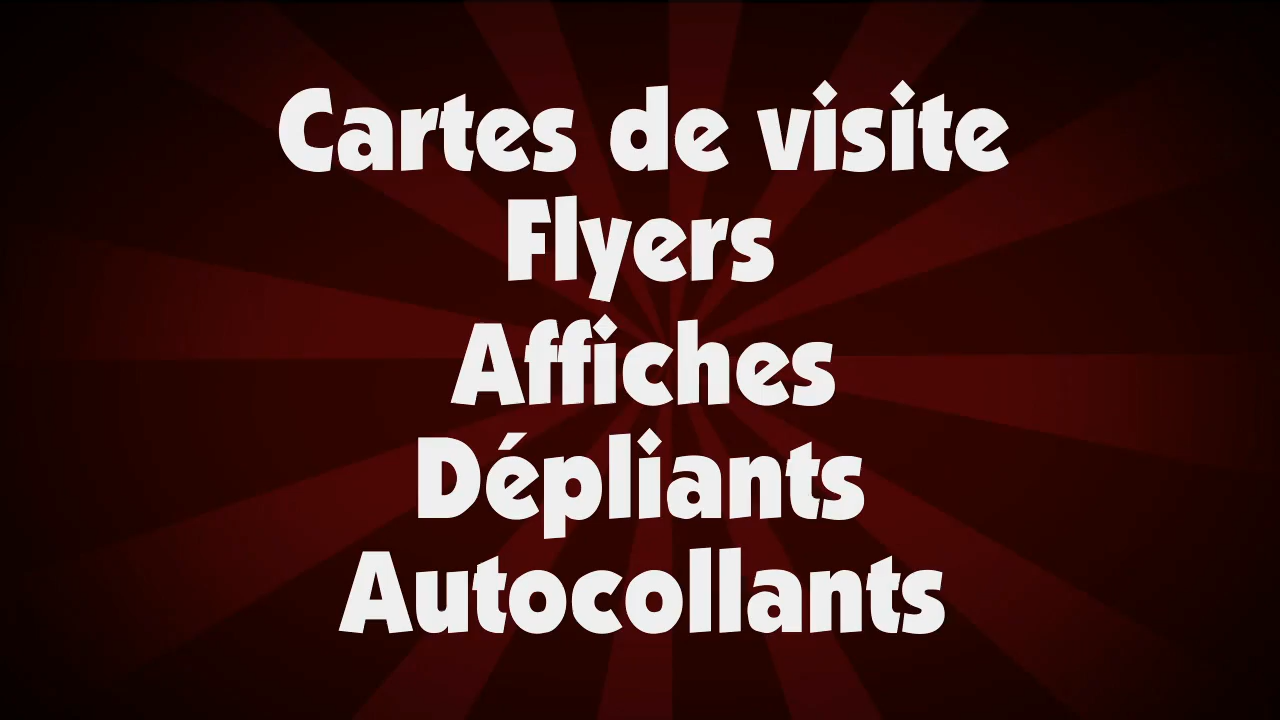 Cartes de visite
Flyers
Affiches
Dépliants
Autocollants